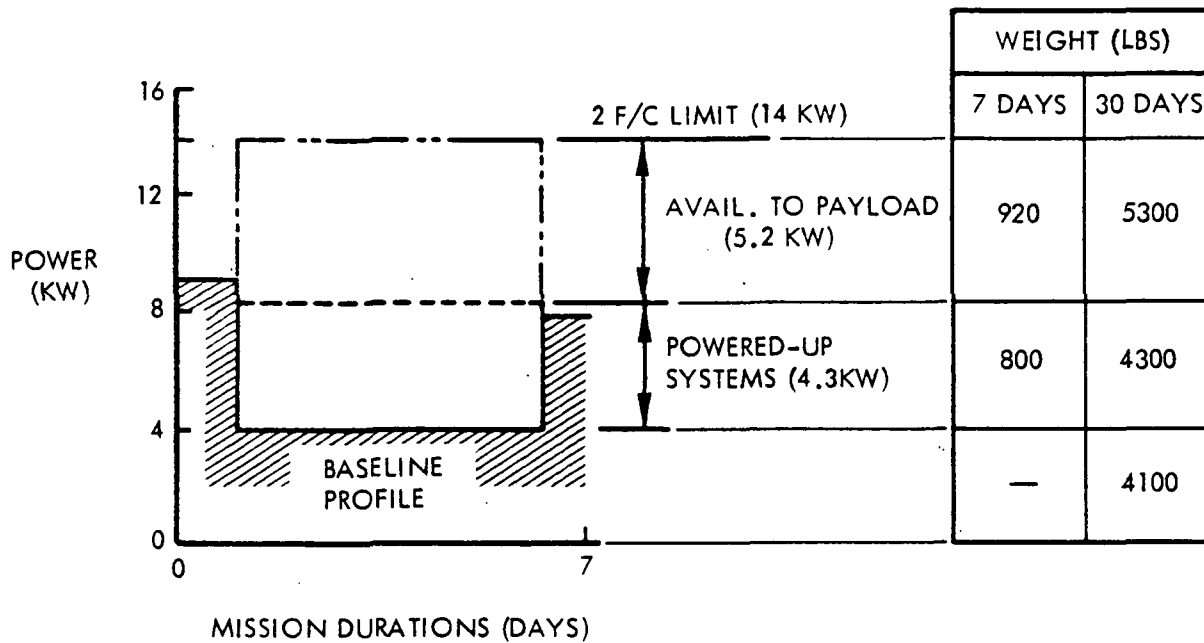 WEIGHT (LBS)
7 DAYS 30 DAYS
16
12
8
4
0
POWER
(KW)
2 F/C LIMIT (14 KW)
AVAIL. TO PAYLOAD
(5.2 KW)
920 5300
POWERED-UP
SYSTEMS (4.3KW)
800 4300
BASELINE
PROFILE
— 4100
0 7
MISSION DURATIONS (DAYS)